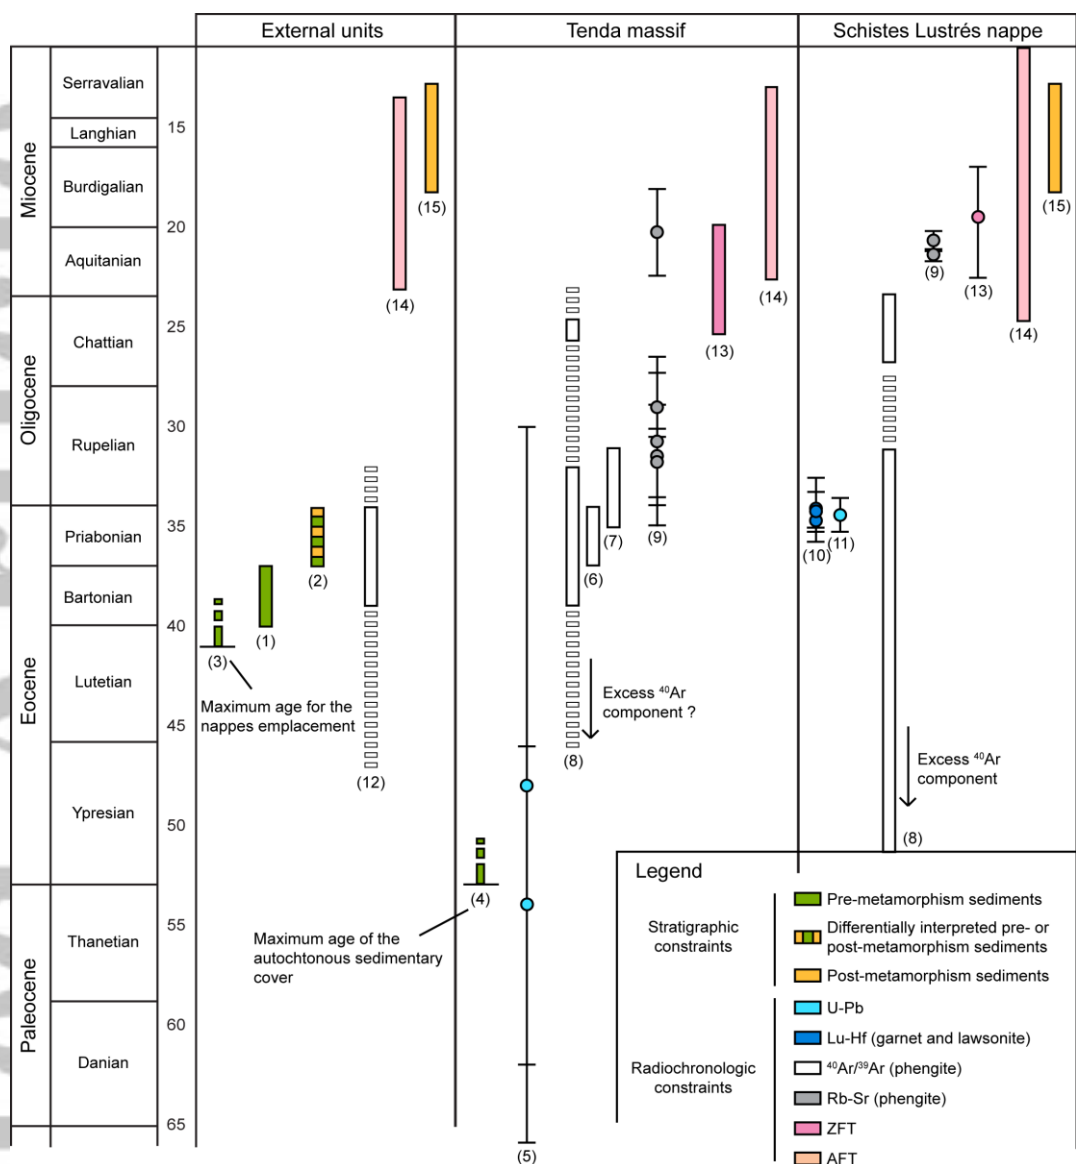 External units
Tenda massif
Schistes Lustrés nappe
Miocene
Oligocene
Eocene
Paleocene
Serravalian
Langhian
Burdigalian
Aquitanian
Chattian
Rupelian
Priabonian
Bartonian
Lutetian
Ypresian
Thanetian
Danian
15
20
25
30
35
40
45
50
55
60
65
(14)
(15)
(2)
(1)
(3)
Maximum age for the
nappes emplacement
(12)
(13)
(14)
(7)
(9)
(6)
Excess ⁴⁰Ar
component ?
(8)
(4)
Maximum age of the
autochtonous sedimentary
cover
(5)
(15)
(9)
(13)
(14)
(10)
(11)
Excess ⁴⁰Ar
component
(8)
Legend
Stratigraphic
constraints
Pre-metamorphism sediments
Differentially interpreted pre- or
post-metamorphism sediments
Post-metamorphism sediments
Radiochronologic
constraints
U-Pb
Lu-Hf (garnet and lawsonite)
⁴⁰Ar/³⁹Ar (phengite)
Rb-Sr (phengite)
ZFT
AFT